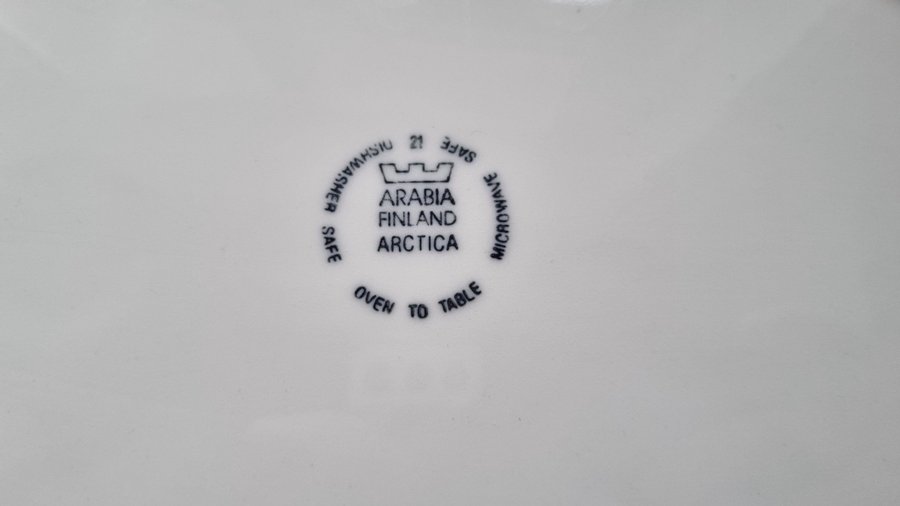 ARABIA
FINLAND
ARCTICA
DISHWASHER SAFE
OVEN TO TABLE
MICROWAVE SAFE
21